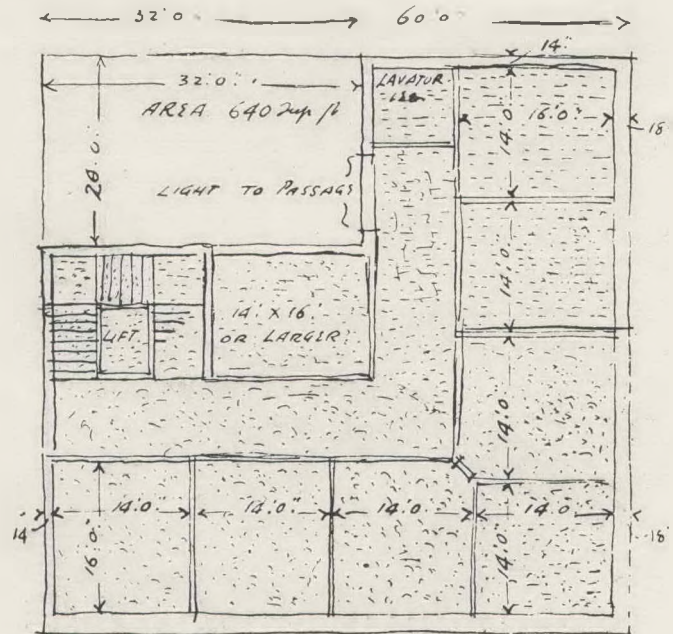 32'0 60'0
14"
32'.0"
LAVATOR
IES
16'.0"
18
AREA 640 sup ft
14'.0
20'.0"
LIGHT TO PASSAGE
14'.0
14' X 16'
OR LARGER
LIFT
14'.0
14'.0" 14'.0" 14'.0" 14.0
14
16'.0"
14'.0
18"